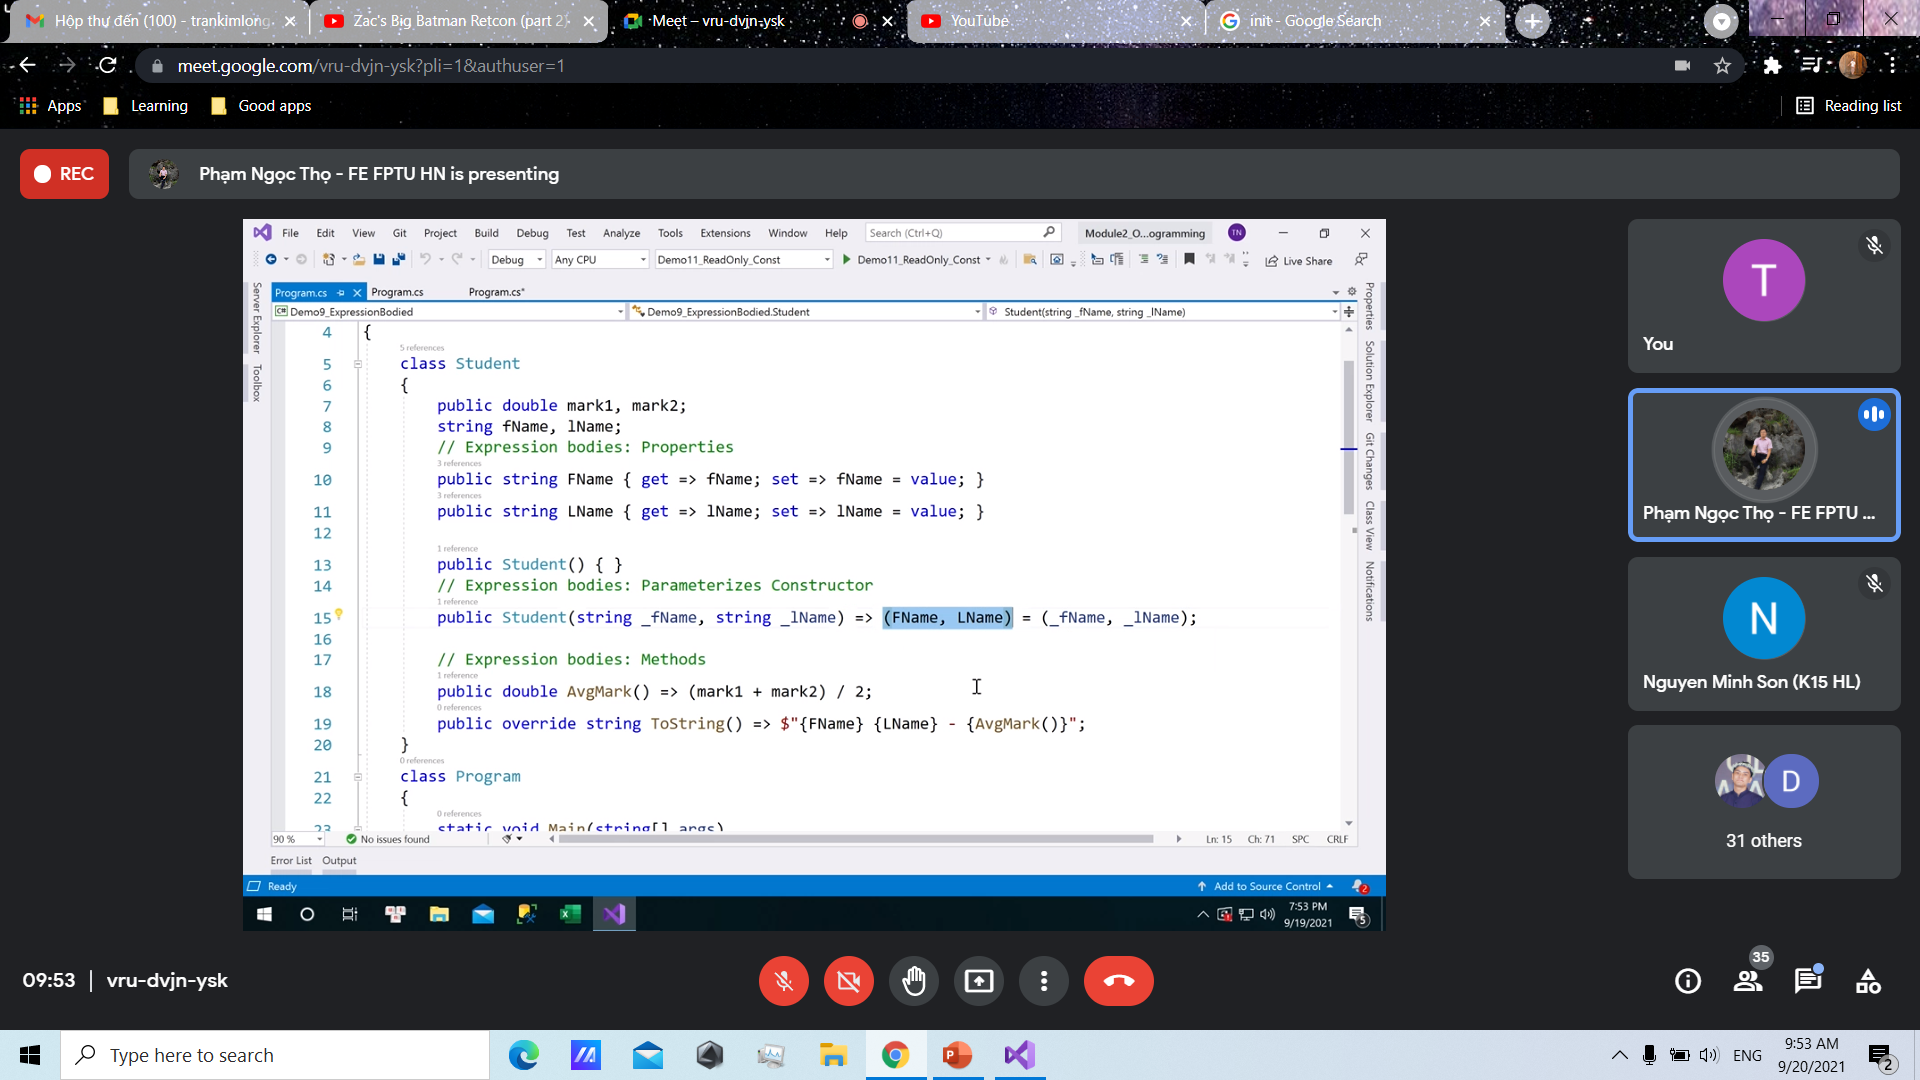 Hộp thư đến (100) - trankimlong
Zac's Big Batman Retcon (part 2)
Meet – vru-dvjn-ysk
YouTube
init - Google Search
meet.google.com/vru-dvjn-ysk?pli=1&authuser=1
Apps
Learning
Good apps
Reading list
REC
Phạm Ngọc Thọ - FE FPTU HN is presenting
File Edit View Git Project Build Debug Test Analyze Tools Extensions Window Help Search (Ctrl+Q) Module2_O...ogramming TN
Debug Any CPU Demo11_ReadOnly_Const Demo11_ReadOnly_Const Live Share
Server Explorer
Toolbox
Program.cs Program.cs Program.cs*
C# Demo9_ExpressionBodied Demo9_ExpressionBodied.Student Student(string _fName, string _lName)
4 {
5 references
5 class Student
6 {
7 public double mark1, mark2;
8 string fName, lName;
9 // Expression bodies: Properties
3 references
10 public string FName { get => fName; set => fName = value; }
3 references
11 public string LName { get => lName; set => lName = value; }
12
1 reference
13 public Student() { }
14 // Expression bodies: Parameterizes Constructor
1 reference
15 public Student(string _fName, string _lName) => (FName, LName) = (_fName, _lName);
16
17 // Expression bodies: Methods
1 reference
18 public double AvgMark() => (mark1 + mark2) / 2;
0 references
19 public override string ToString() => $"{FName} {LName} - {AvgMark()}";
20 }
0 references
21 class Program
22 {
0 references
23 static void Main(string[] args)
90 % No issues found Ln: 15 Ch: 71 SPC CRLF
Error List Output
Ready Add to Source Control 2
7:53 PM
9/19/2021
5
Properties
Solution Explorer
Git Changes
Class View
Notifications
T
You
Phạm Ngọc Thọ - FE FPTU ...
N
Nguyen Minh Son (K15 HL)
D
31 others
09:53 | vru-dvjn-ysk
35
Type here to search
ENG
9:53 AM
9/20/2021
2